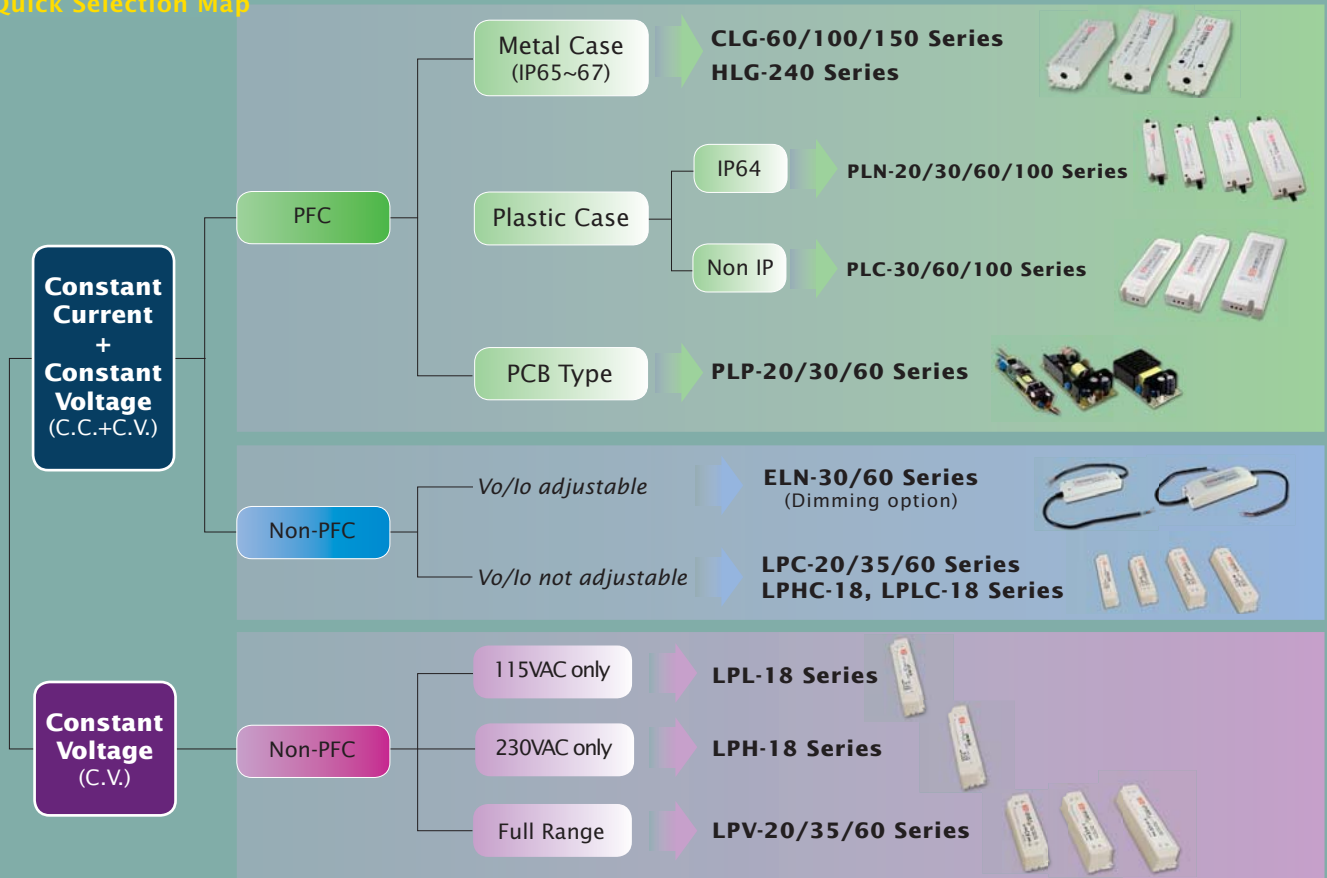 Quick Selection Map
Constant
Current
+
Constant
Voltage
(C.C.+C.V.)
PFC
Metal Case
(IP65~67)
CLG-60/100/150 Series
HLG-240 Series
Plastic Case
IP64
PLN-20/30/60/100 Series
Non IP
PLC-30/60/100 Series
PCB Type
PLP-20/30/60 Series
Non-PFC
Vo/Io adjustable
ELN-30/60 Series
(Dimming option)
Vo/Io not adjustable
LPC-20/35/60 Series
LPHC-18, LPLC-18 Series
Constant
Voltage
(C.V.)
Non-PFC
115VAC only
LPL-18 Series
230VAC only
LPH-18 Series
Full Range
LPV-20/35/60 Series